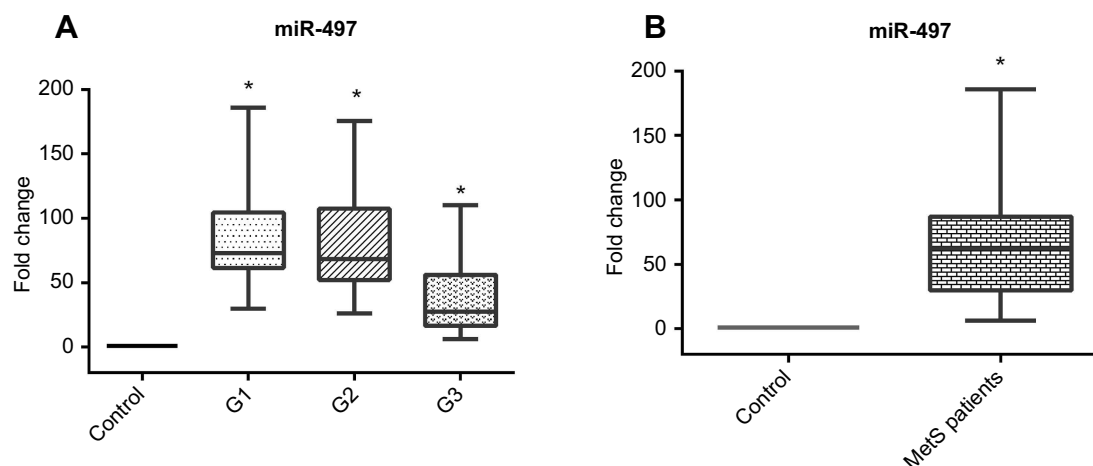 A
miR-497
Fold change
200
150
100
50
0
*
*
*
Control
G1
G2
G3
B
miR-497
Fold change
200
150
100
50
0
*
Control
MetS patients